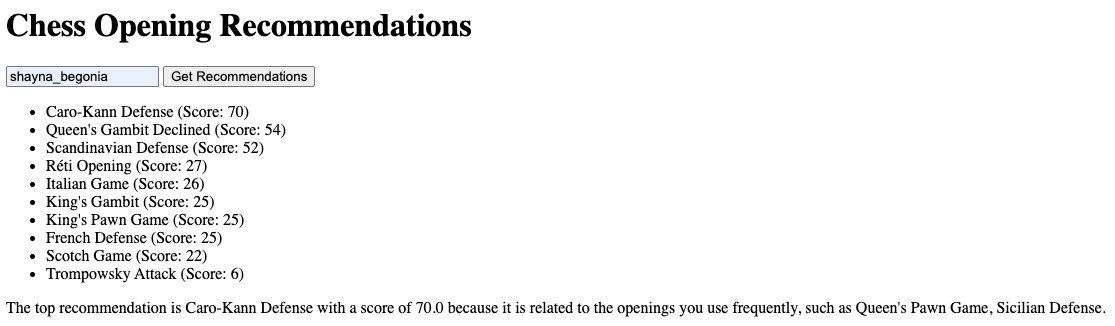 Chess Opening Recommendations
shayna_begonia Get Recommendations
• Caro-Kann Defense (Score: 70)
• Queen's Gambit Declined (Score: 54)
• Scandinavian Defense (Score: 52)
• Réti Opening (Score: 27)
• Italian Game (Score: 26)
• King's Gambit (Score: 25)
• King's Pawn Game (Score: 25)
• French Defense (Score: 25)
• Scotch Game (Score: 22)
• Trompowsky Attack (Score: 6)
The top recommendation is Caro-Kann Defense with a score of 70.0 because it is related to the openings you use frequently, such as Queen's Pawn Game, Sicilian Defense.